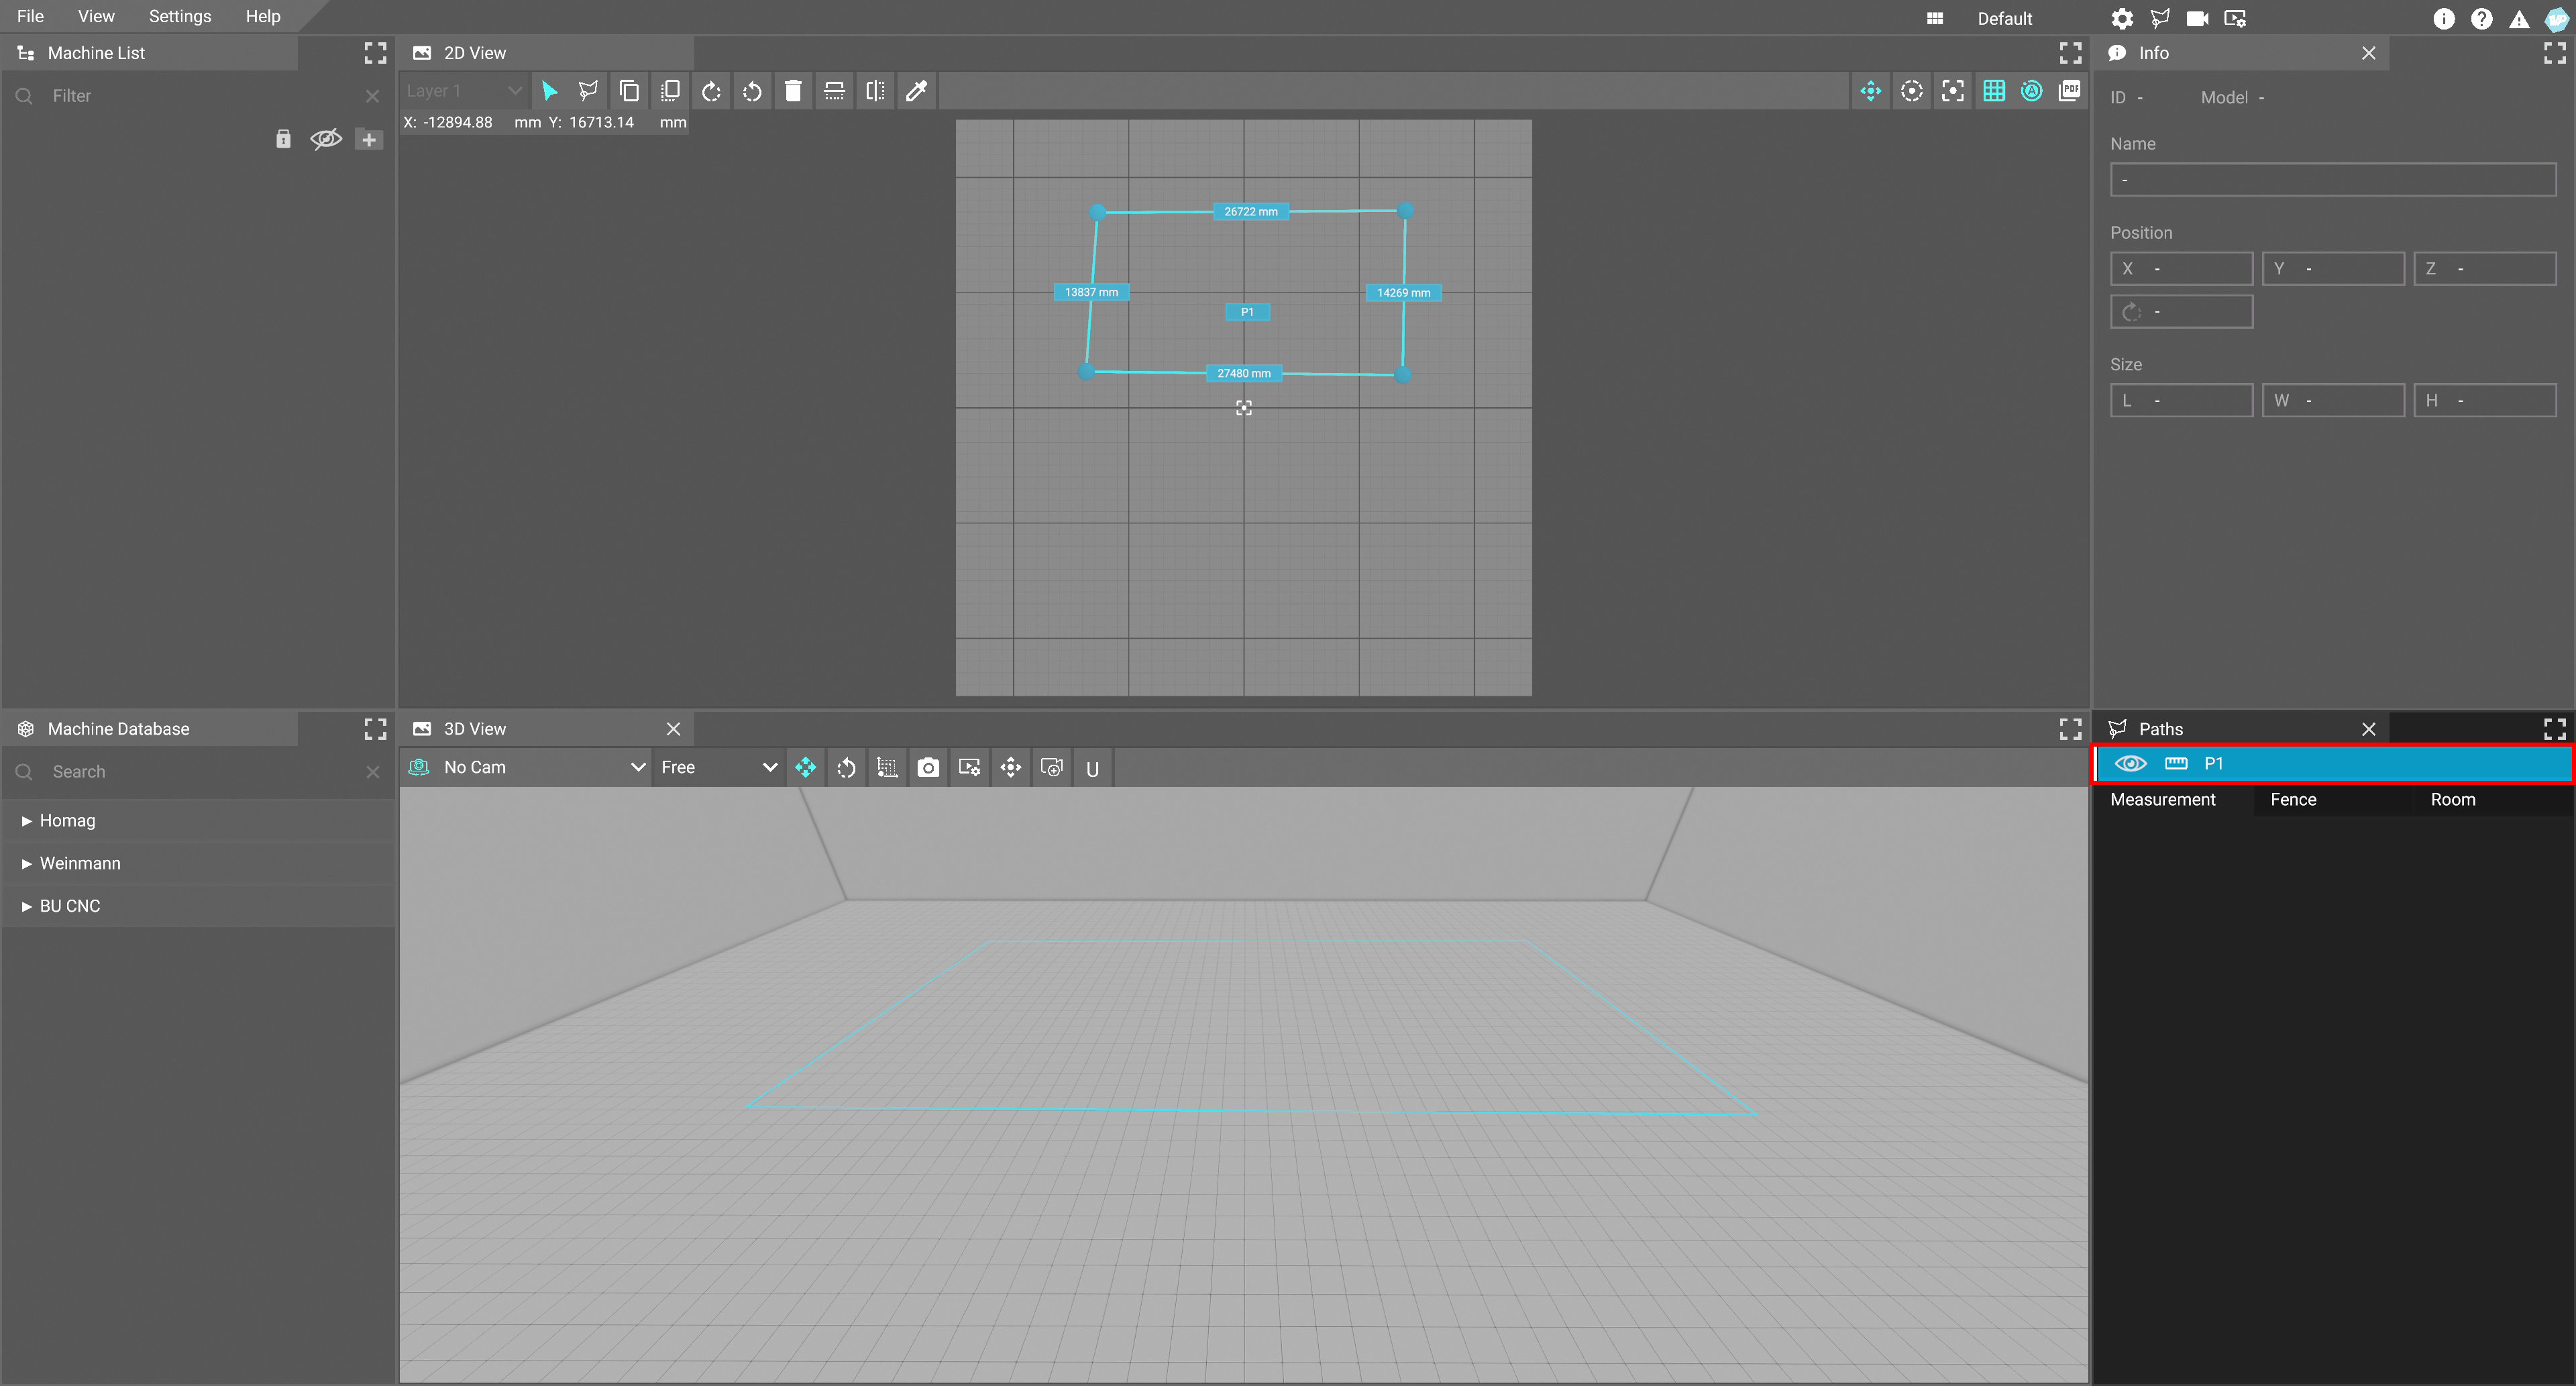 File View Settings Help Default
Machine List
Filter
2D View
Layer 1
PDF
X: -12894.88 mm Y: 16713.14 mm
26722 mm
13837 mm
14269 mm
P1
27480 mm
Info
ID - Model -
Name
-
Position
X - Y - Z -
-
Size
L - W - H -
Machine Database
Search
▶ Homag
▶ Weinmann
▶ BU CNC
3D View
No Cam Free U
Paths
P1
Measurement Fence Room